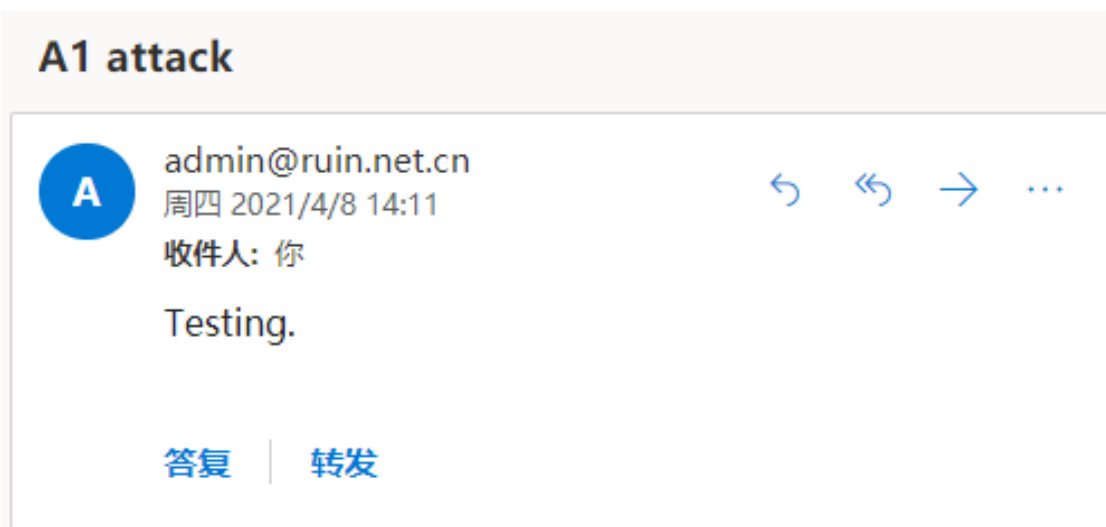 A1 attack
A
admin@ruin.net.cn
周四 2021/4/8 14:11
收件人: 你
Testing.
答复
转发